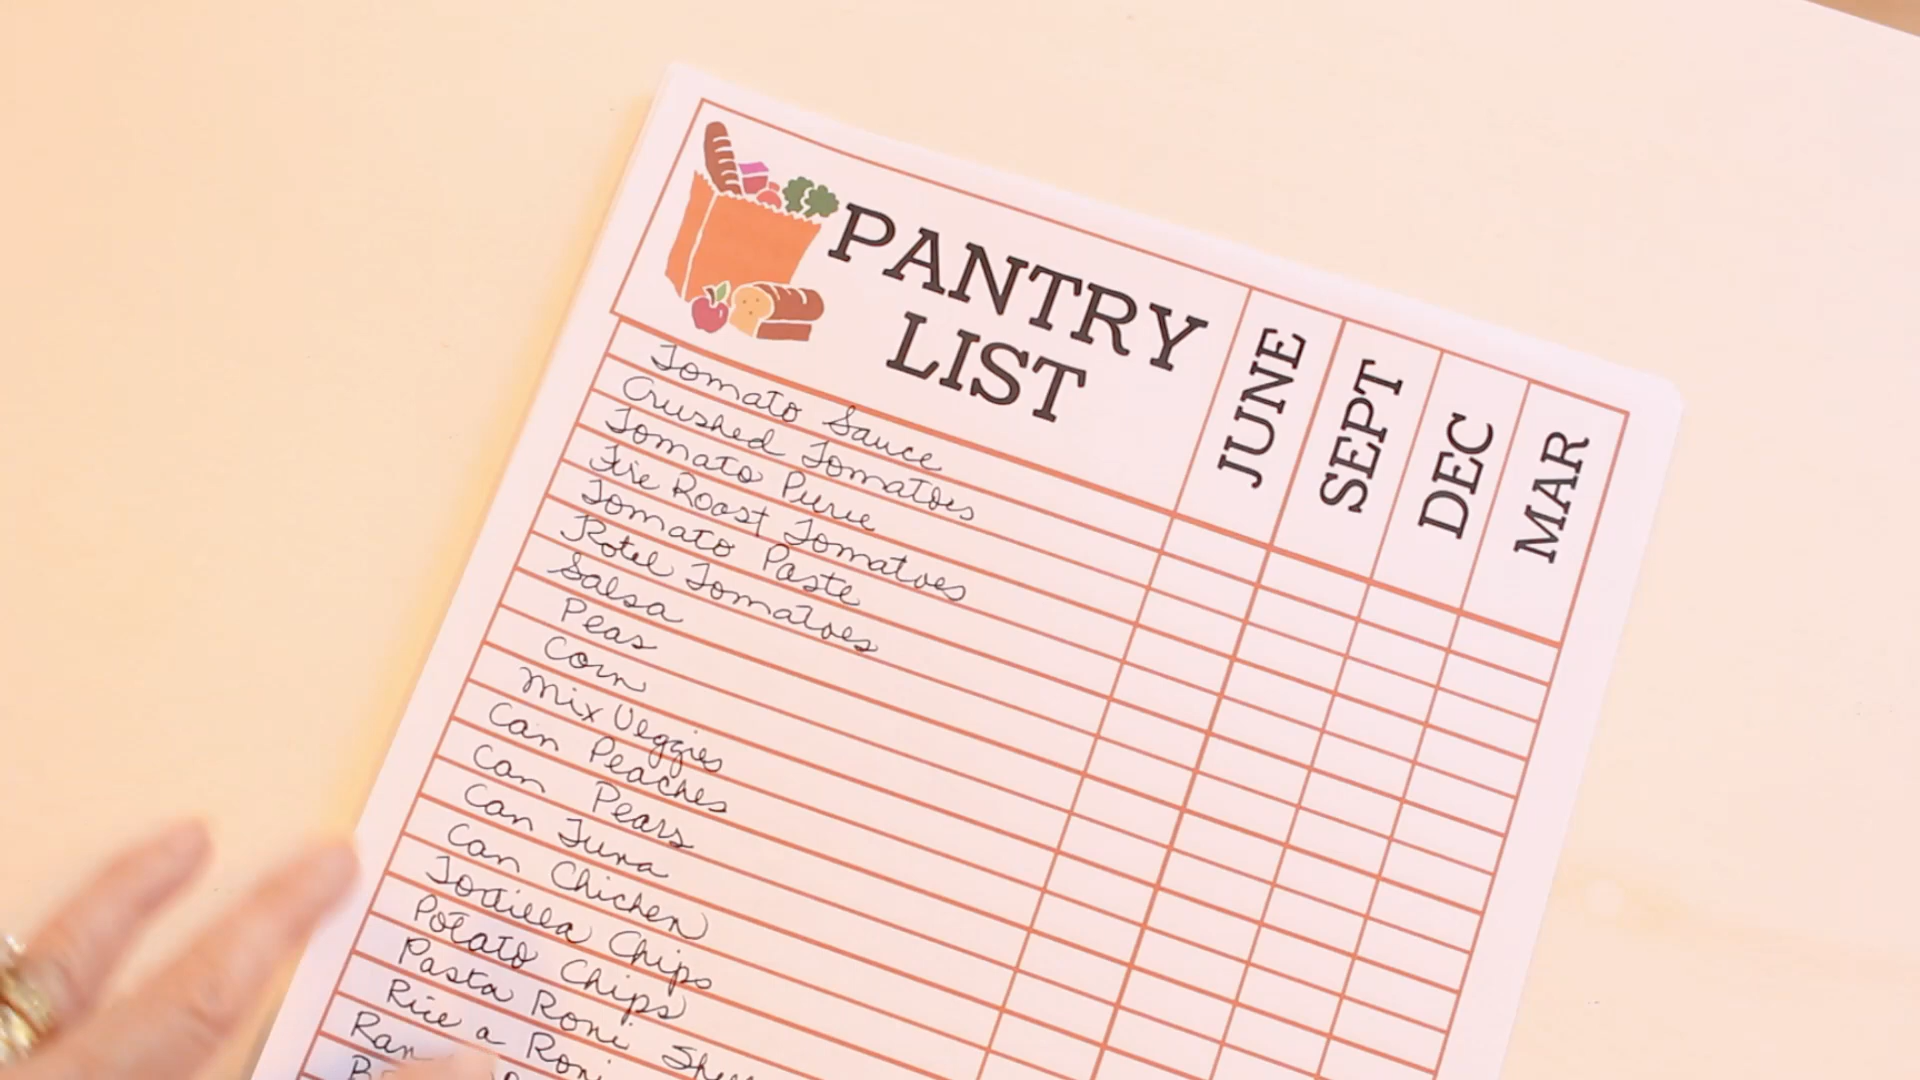 PANTRY
LIST
JUNE
SEPT
DEC
MAR
Tomato Sauce
Crushed Tomatoes
Tomato Puree
Fire Roast Tomatoes
Tomato Paste
Rotel Tomatoes
Salsa
Peas
Corn
Mix Veggies
Can Peaches
Can Pears
Can Tuna
Can Chicken
Tortilla Chips
Potato Chips
Pasta Roni
Rice a Roni